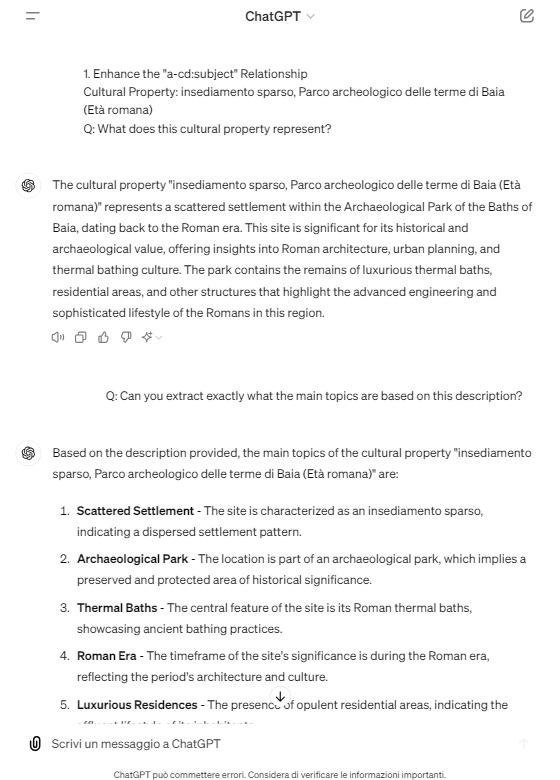 ChatGPT
1. Enhance the "a-cd:subject" Relationship
Cultural Property: insediamento sparso, Parco archeologico delle terme di Baia
(Età romana)
Q: What does this cultural property represent?
The cultural property "insediamento sparso, Parco archeologico delle terme di Baia (Età
romana)" represents a scattered settlement within the Archaeological Park of the Baths of
Baia, dating back to the Roman era. This site is significant for its historical and
archaeological value, offering insights into Roman architecture, urban planning, and
thermal bathing culture. The park contains the remains of luxurious thermal baths,
residential areas, and other structures that highlight the advanced engineering and
sophisticated lifestyle of the Romans in this region.
Q: Can you extract exactly what the main topics are based on this description?
Based on the description provided, the main topics of the cultural property "insediamento
sparso, Parco archeologico delle terme di Baia (Età romana)" are:
1. Scattered Settlement - The site is characterized as an insediamento sparso,
indicating a dispersed settlement pattern.
2. Archaeological Park - The location is part of an archaeological park, which implies a
preserved and protected area of historical significance.
3. Thermal Baths - The central feature of the site is its Roman thermal baths,
showcasing ancient bathing practices.
4. Roman Era - The timeframe of the site's significance is during the Roman era,
reflecting the period's architecture and culture.
5. Luxurious Residences - The presence of opulent residential areas, indicating the
Scrivi un messaggio a ChatGPT
ChatGPT può commettere errori. Considera di verificare le informazioni importanti.